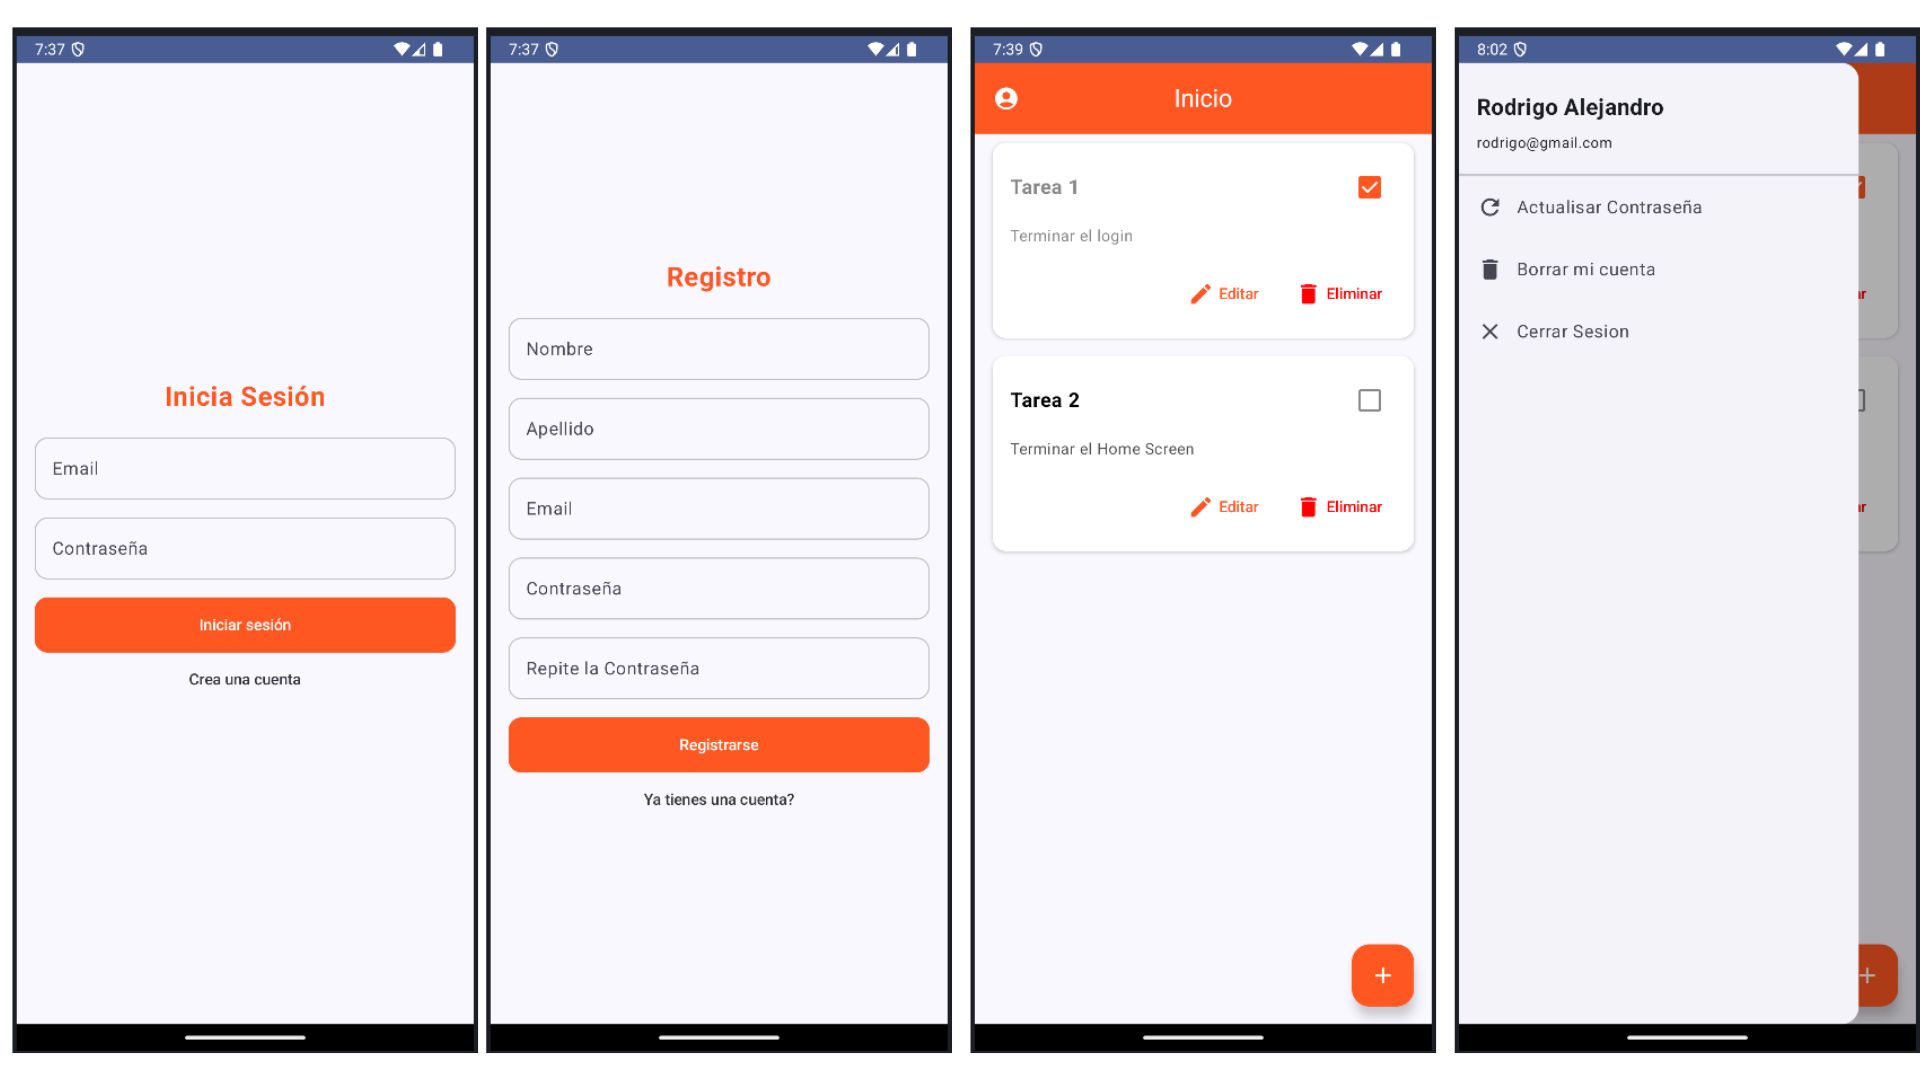 7:37
Inicia Sesión
Email
Contraseña
Iniciar sesión
Crea una cuenta
7:37
Registro
Nombre
Apellido
Email
Contraseña
Repite la Contraseña
Registrarse
Ya tienes una cuenta?
7:39
Inicio
Tarea 1
Terminar el login
Editar Eliminar
Tarea 2
Terminar el Home Screen
Editar Eliminar
+
8:02
Rodrigo Alejandro
rodrigo@gmail.com
Actualisar Contraseña
Borrar mi cuenta
ar
Cerrar Sesion
ar
+